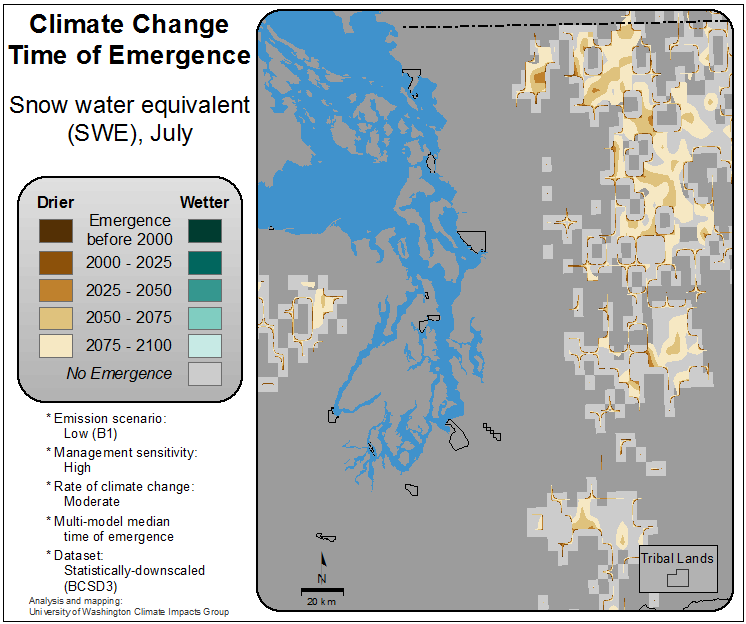 Climate Change
Time of Emergence
Snow water equivalent
(SWE), July
Drier
Wetter
Emergence
before 2000
2000 - 2025
2025 - 2050
2050 - 2075
2075 - 2100
No Emergence
* Emission scenario:
Low (B1)
* Management sensitivity:
High
* Rate of climate change:
Moderate
* Multi-model median
time of emergence
* Dataset:
Statistically-downscaled
(BCSD3)
Analysis and mapping:
University of Washington Climate Impacts Group
N
20 km
Tribal Lands